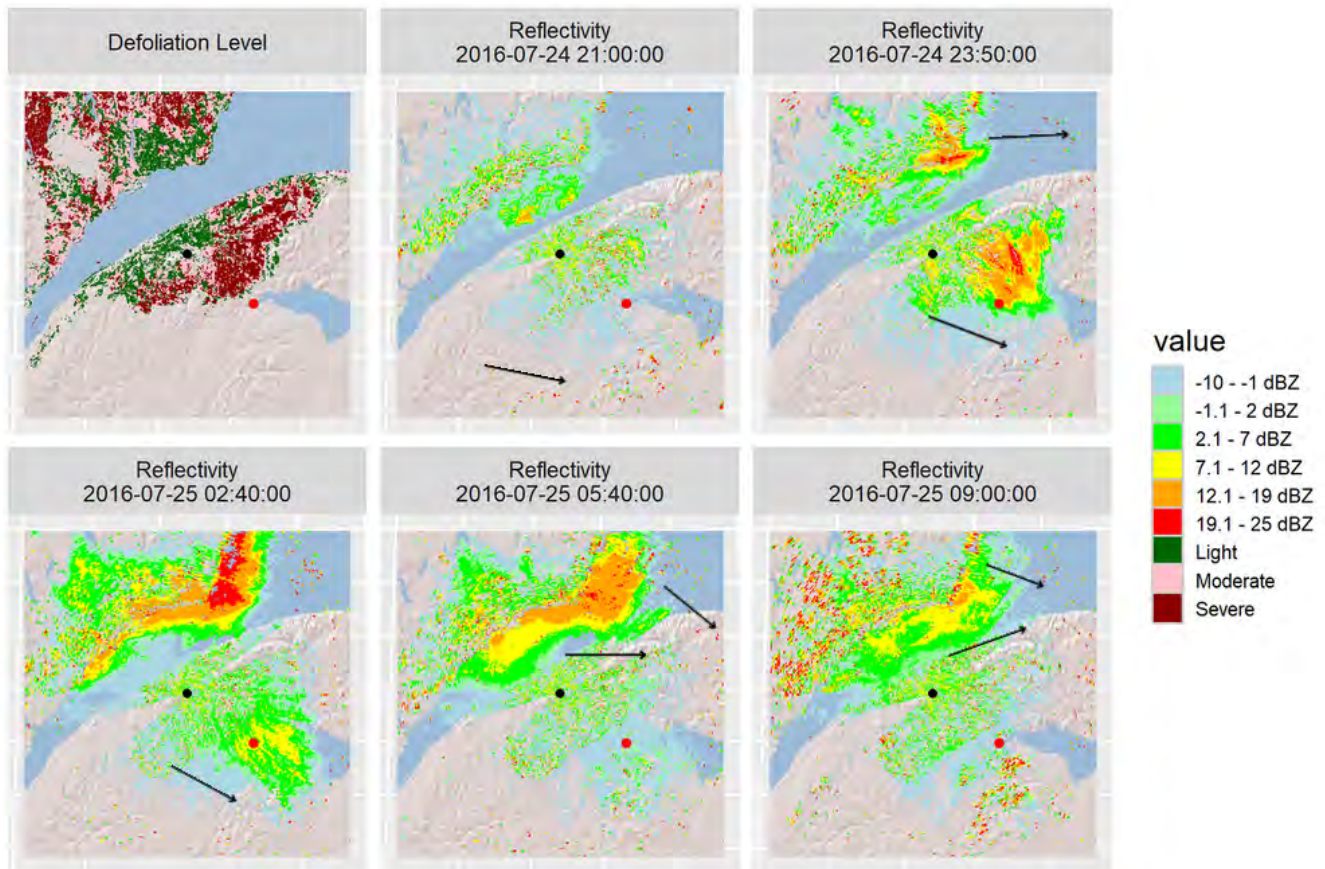 Defoliation Level
Reflectivity
2016-07-24 21:00:00
Reflectivity
2016-07-24 23:50:00
Reflectivity
2016-07-25 02:40:00
Reflectivity
2016-07-25 05:40:00
Reflectivity
2016-07-25 09:00:00
value
-10 - -1 dBZ
-1.1 - 2 dBZ
2.1 - 7 dBZ
7.1 - 12 dBZ
12.1 - 19 dBZ
19.1 - 25 dBZ
Light
Moderate
Severe